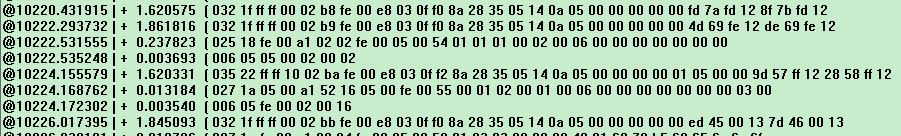 @10220.431915 | + 1.620575 [ 032 1f ff ff 00 02 b8 fe 00 e8 03 0f f0 8a 28 35 05 14 0a 05 00 00 00 00 00 fd 7a fd 12 8f 7b fd 12
@10222.293732 | + 1.861816 [ 032 1f ff ff 00 02 b9 fe 00 e8 03 0f f0 8a 28 35 05 14 0a 05 00 00 00 00 00 4d 69 fe 12 de 69 fe 12
@10222.531555 | + 0.237823 [ 025 18 fe 00 a1 02 02 fe 00 05 00 54 01 01 01 00 02 00 06 00 00 00 00 00 00 00
@10222.535248 | + 0.003693 [ 006 05 05 00 02 00 02
@10224.155579 | + 1.620331 [ 035 22 ff ff 10 02 ba fe 00 e8 03 0f f2 8a 28 35 05 14 0a 05 00 00 00 00 01 05 00 00 9d 57 ff 12 28 58 ff 12
@10224.168762 | + 0.013184 [ 027 1a 05 00 a1 52 16 05 00 fe 00 55 00 01 02 00 01 00 06 00 00 00 00 00 00 00 03 00
@10224.172302 | + 0.003540 [ 006 05 fe 00 02 00 16
@10226.017395 | + 1.845093 [ 032 1f ff ff 00 02 bb fe 00 e8 03 0f f0 8a 28 35 05 14 0a 05 00 00 00 00 00 ed 45 00 13 7d 46 00 13